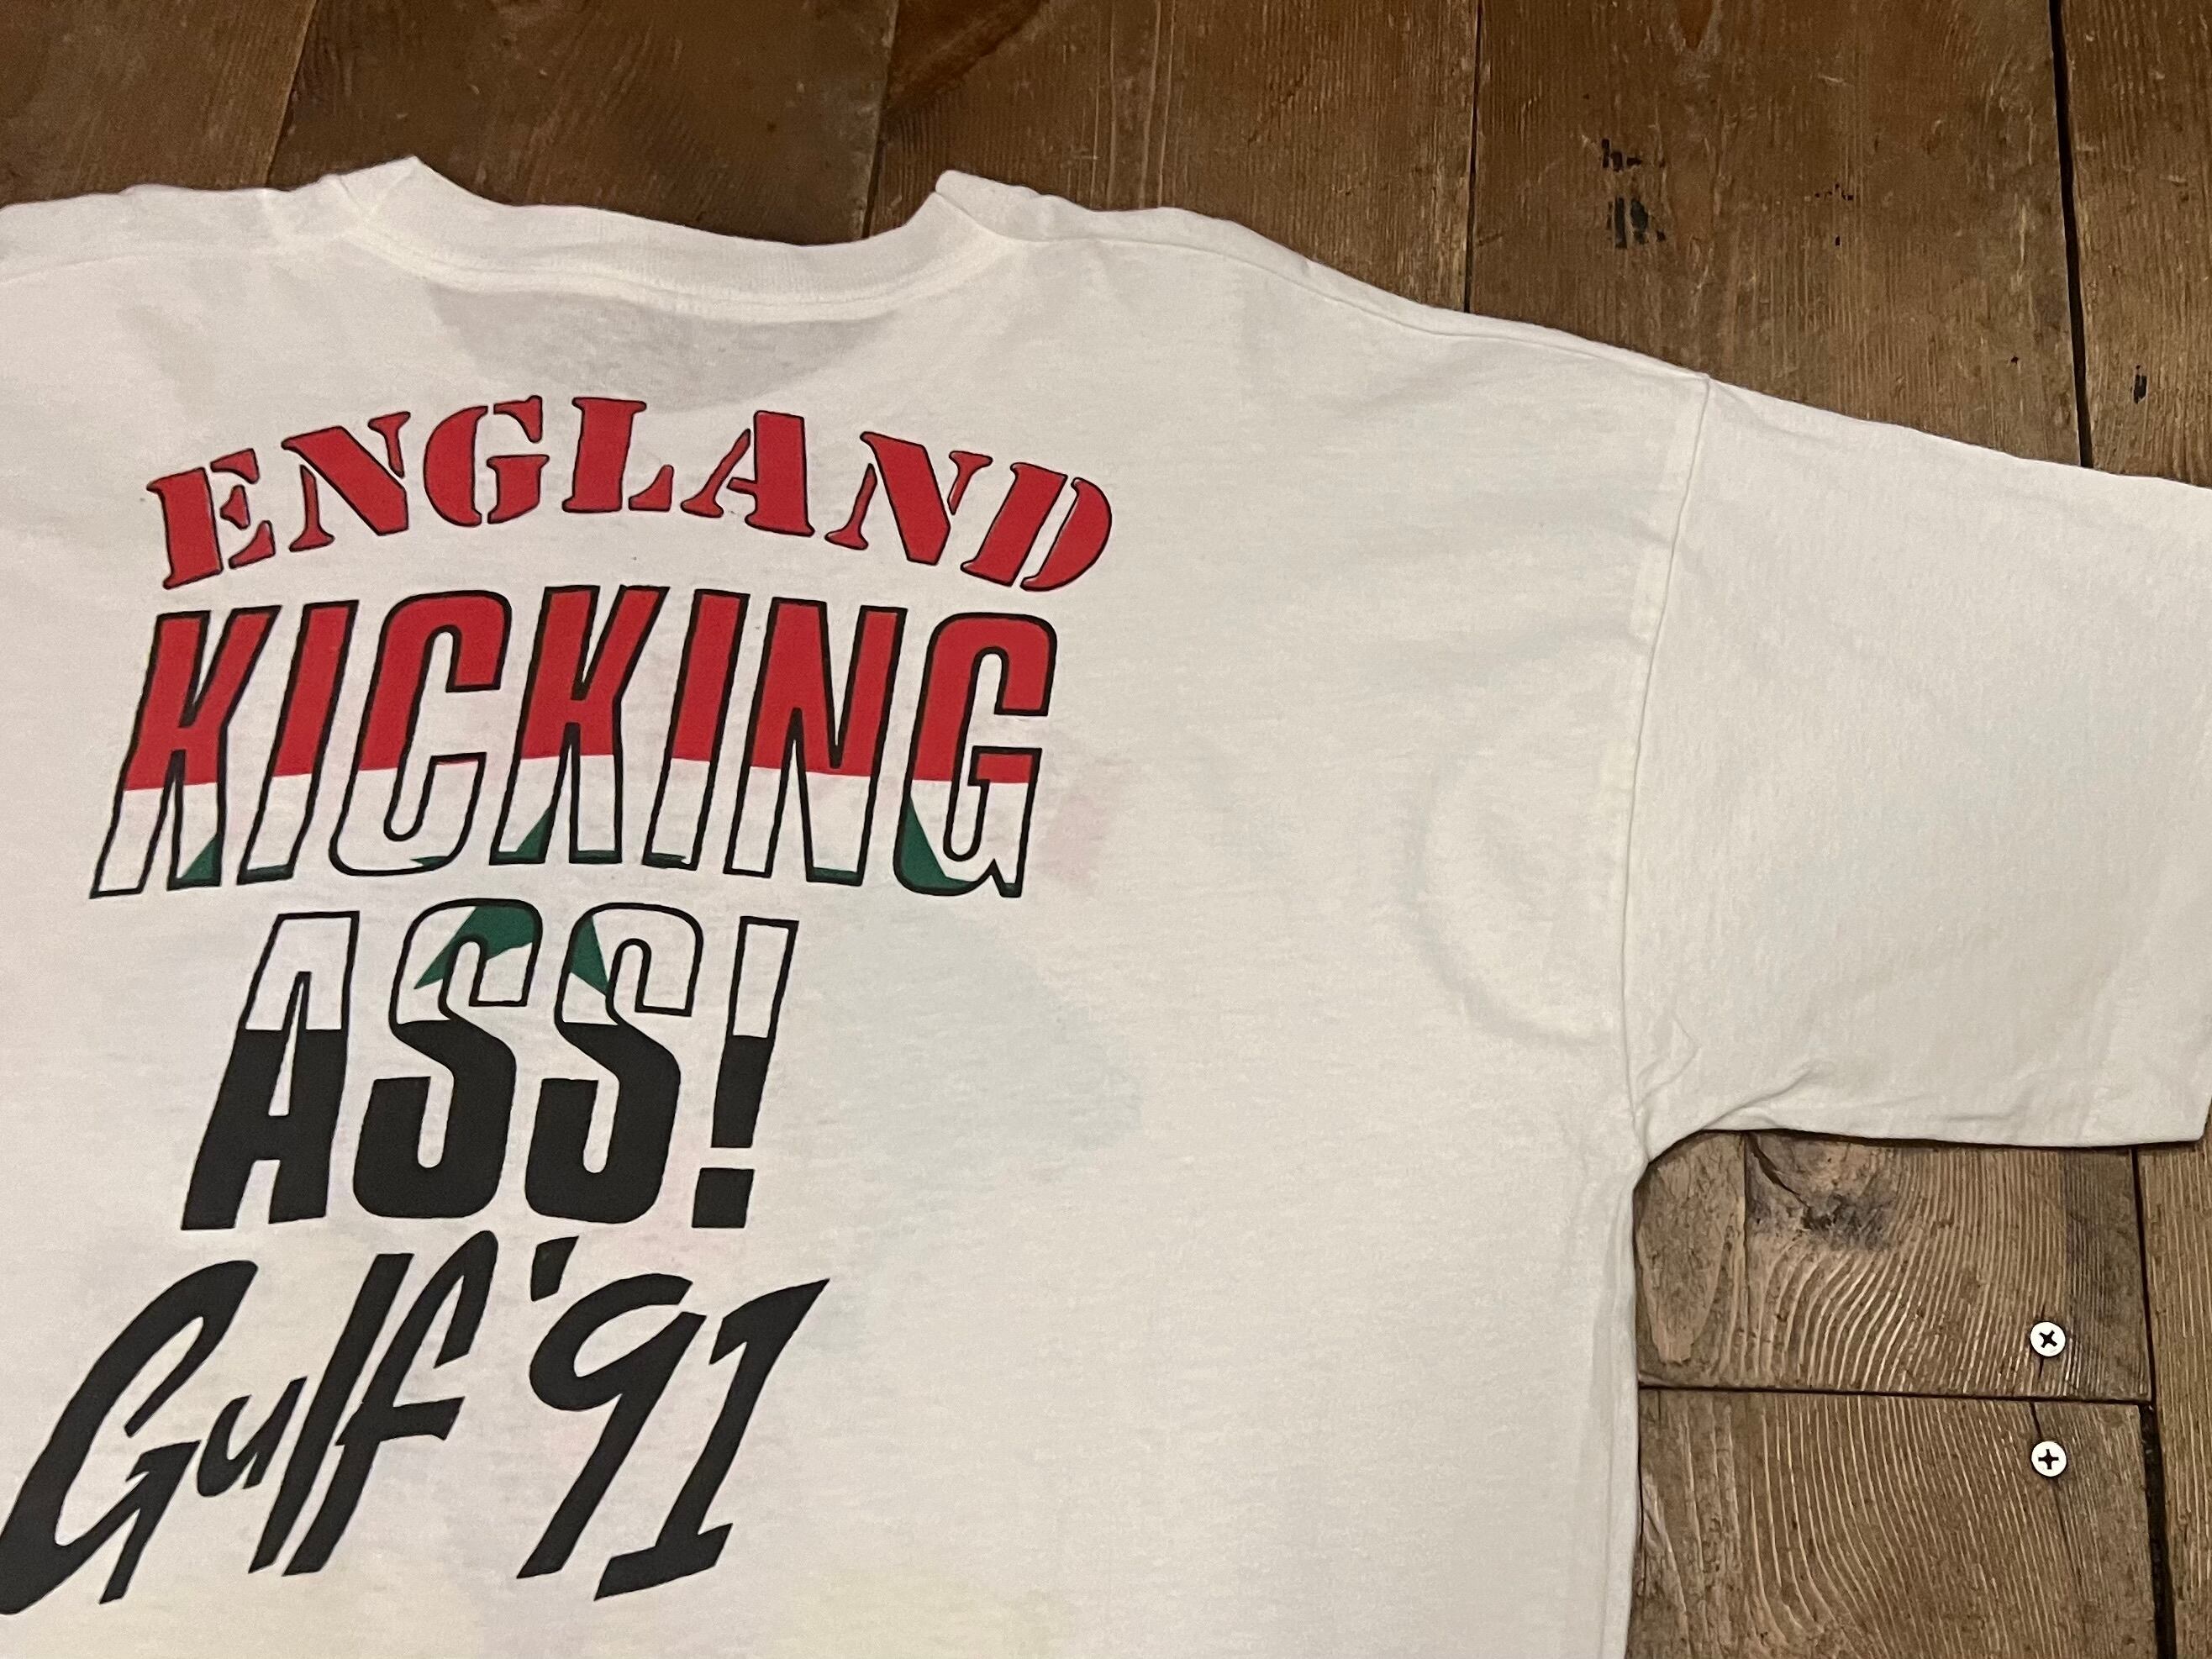 ENGLAND
KICKING
ASS!
Gulf '91